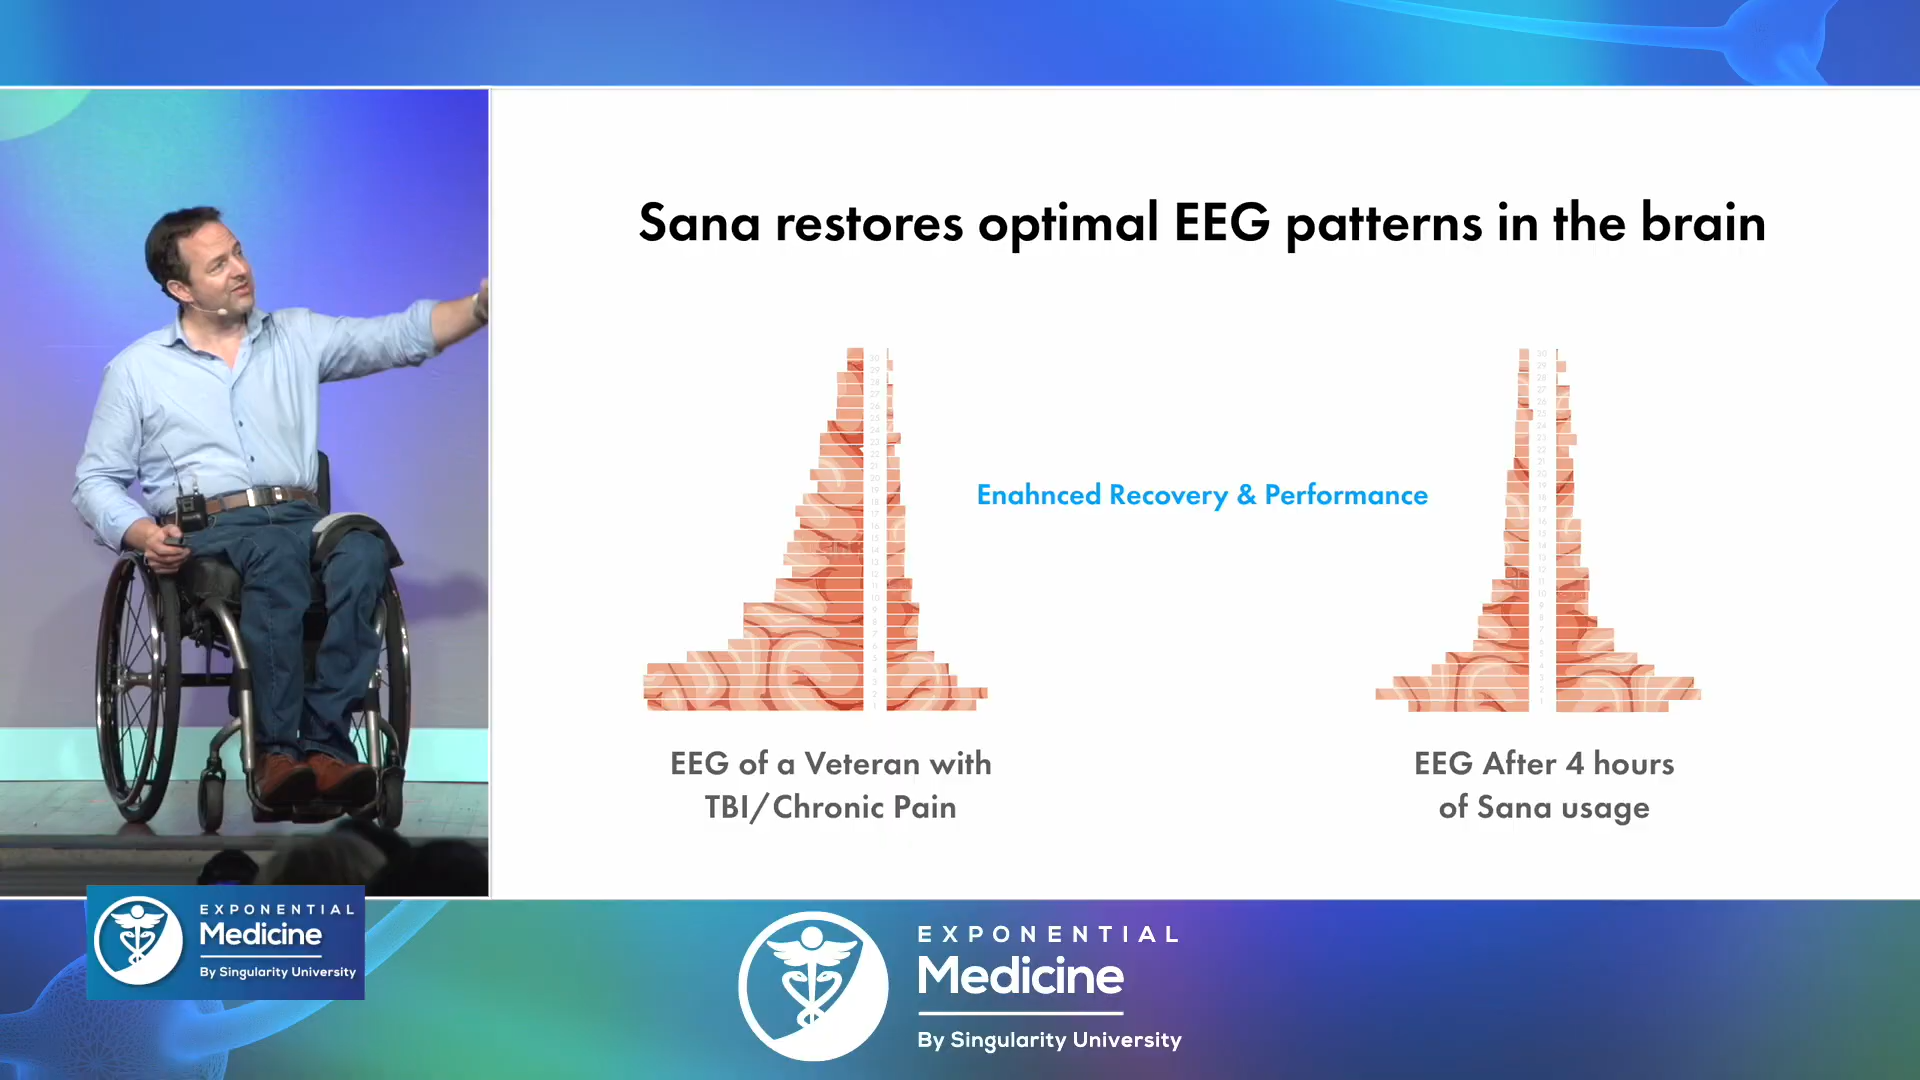 Sana restores optimal EEG patterns in the brain
Enahnced Recovery & Performance
EEG of a Veteran with
TBI/Chronic Pain
EEG After 4 hours
of Sana usage
EXPONENTIAL
Medicine
By Singularity University
EXPONENTIAL
Medicine
By Singularity University